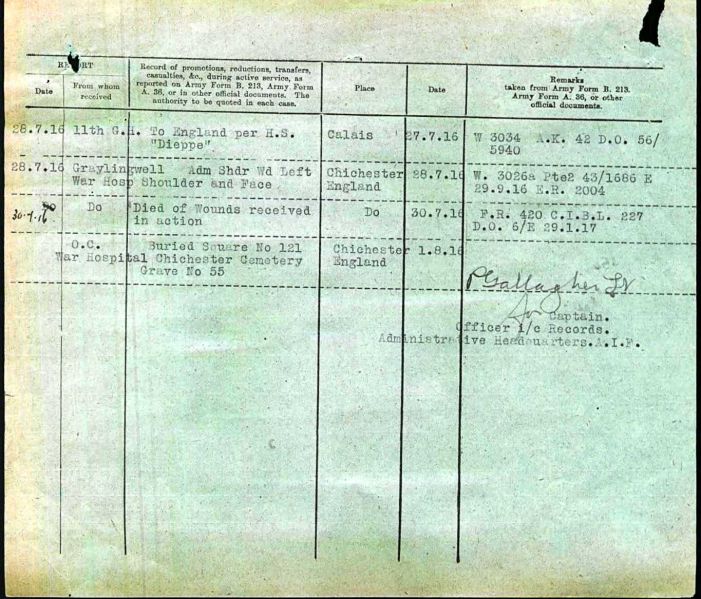 REPORT
Date
From whom
received
Record of promotions, reductions, transfers,
casualties, &c., during active service, as
reported on Army Form B. 213, Army Form
A. 36, or in other official documents. The
authority to be quoted in each case.
Place
Date
Remarks
taken from Army Form B. 213.
Army Form A. 36, or other
official documents.
28.7.16 11th G.H. To England per H.S. Calais 27.7.16 W 3034 A.K. 42 D.O. 56/
"Dieppe" 5940
28.7.16 Graylingwell Adm Shdr Wd Left Chichester 28.7.16 W. 3026a Pte2 43/1686 E
War Hosp Shoulder and Face England 29.9.16 E.R. 2004
30.7.16 Do Died of Wounds received Do 30.7.16 F.R. 420 C.I.B.L. 227
in action D.O. 6/E 29.1.17
O.C. Buried Square No 121 Chichester 1.8.16
War Hospital Chichester Cemetery England
Grave No 55
P Gallagher Lt
for Captain.
Officer i/c Records.
Administrative Headquarters.A.I.F.